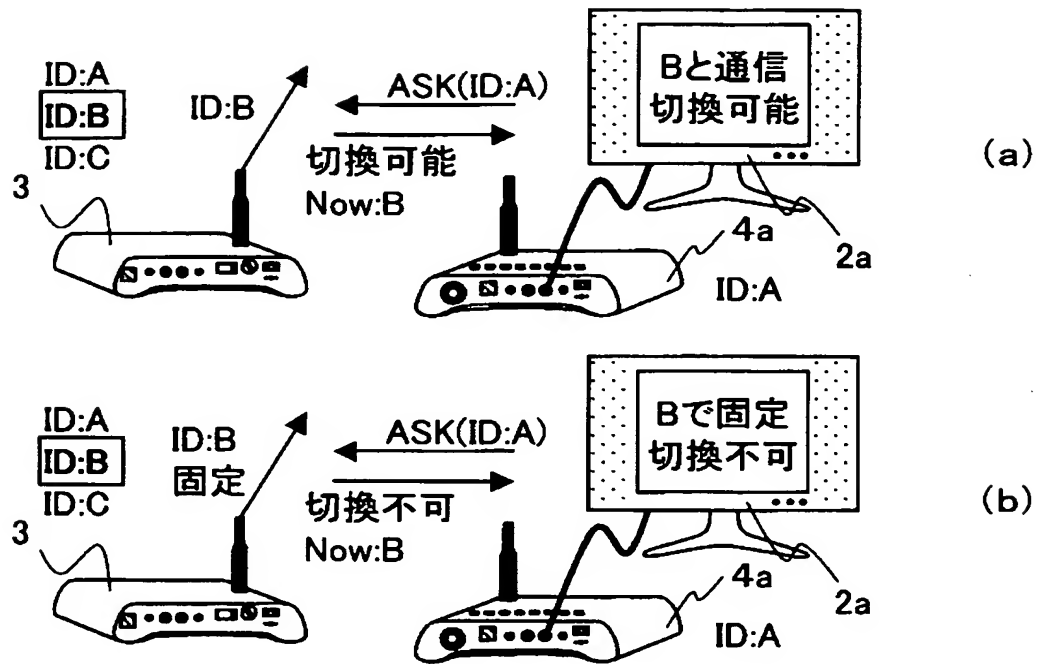 ID:A
ID:B
ID:C
3
ID:B
ASK(ID:A)
切換可能
Now:B
Bと通信
切換可能
4a
2a
ID:A
(a)
ID:A
ID:B
ID:C
3
ID:B
固定
ASK(ID:A)
切換不可
Now:B
Bで固定
切換不可
4a
2a
ID:A
(b)